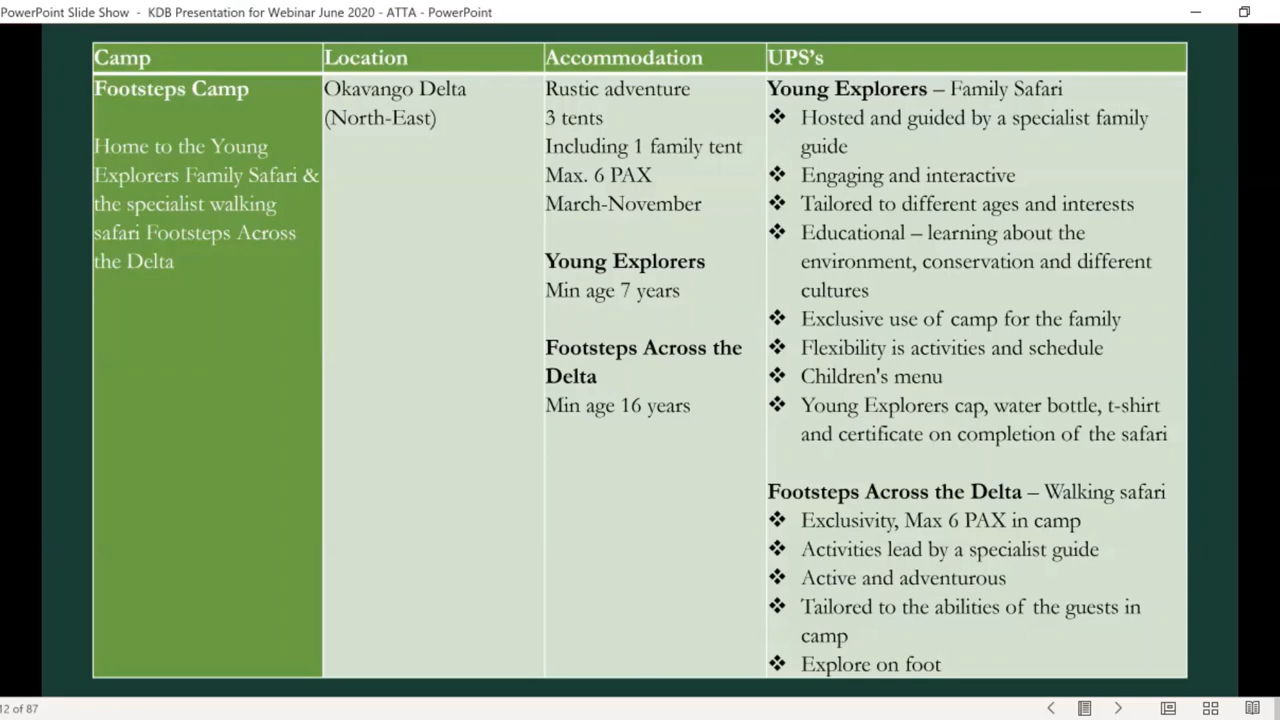 PowerPoint Slide Show - KDB Presentation for Webinar June 2020 - ATTA - PowerPoint
Camp
Location
Accommodation
UPS's
Footsteps Camp
Home to the Young
Explorers Family Safari &
the specialist walking
safari Footsteps Across
the Delta
Okavango Delta
(North-East)
Rustic adventure
3 tents
Including 1 family tent
Max. 6 PAX
March-November
Young Explorers
Min age 7 years
Footsteps Across the
Delta
Min age 16 years
Young Explorers – Family Safari
❖ Hosted and guided by a specialist family
guide
❖ Engaging and interactive
❖ Tailored to different ages and interests
❖ Educational – learning about the
environment, conservation and different
cultures
❖ Exclusive use of camp for the family
❖ Flexibility is activities and schedule
❖ Children's menu
❖ Young Explorers cap, water bottle, t-shirt
and certificate on completion of the safari
Footsteps Across the Delta – Walking safari
❖ Exclusivity, Max 6 PAX in camp
❖ Activities lead by a specialist guide
❖ Active and adventurous
❖ Tailored to the abilities of the guests in
camp
❖ Explore on foot
12 of 87